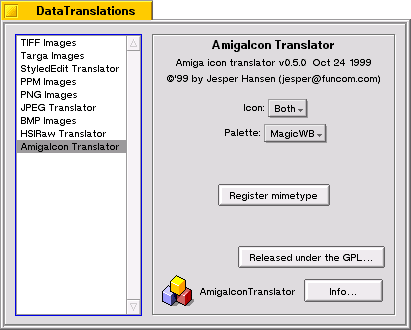 DataTranslations
TIFF Images
Targa Images
StyledEdit Translator
PPM Images
PNG Images
JPEG Translator
BMP Images
HSIRaw Translator
AmigaIcon Translator
AmigaIcon Translator
Amiga icon translator v0.5.0 Oct 24 1999
©'99 by Jesper Hansen (jesper@funcom.com)
Icon: Both
Palette: MagicWB
Register mimetype
Released under the GPL...
AmigaIconTranslator
Info...